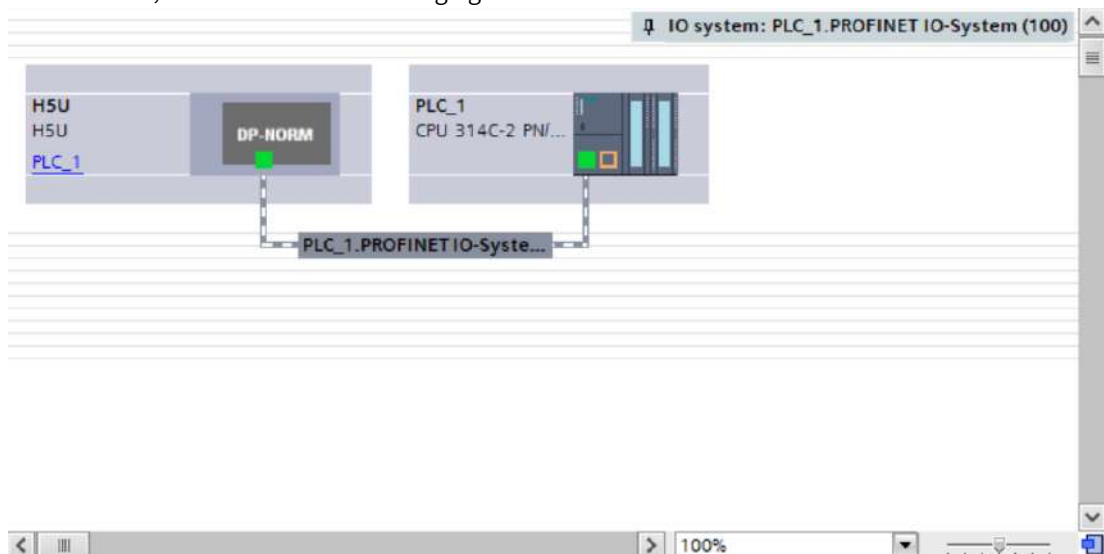 IO system: PLC_1.PROFINET IO-System (100)
H5U
H5U
PLC_1
DP-NORM
PLC_1
CPU 314C-2 PN/...
PLC_1.PROFINET IO-Syste...
100%